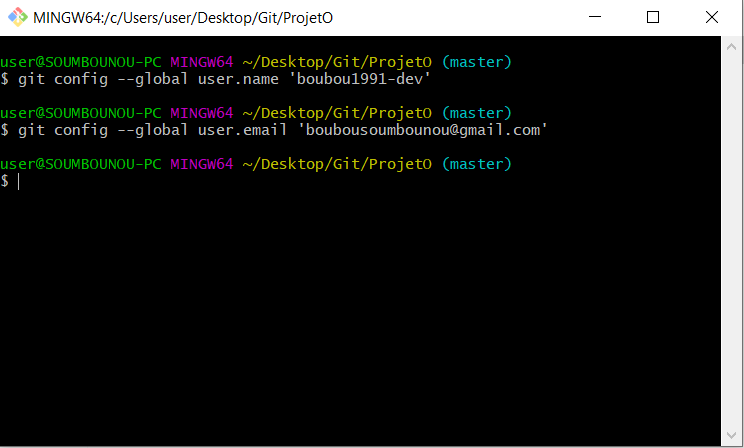 MINGW64:/c/Users/user/Desktop/Git/ProjetO
user@SOUMBOUNOU-PC MINGW64 ~/Desktop/Git/ProjetO (master)
$ git config --global user.name 'boubou1991-dev'
user@SOUMBOUNOU-PC MINGW64 ~/Desktop/Git/ProjetO (master)
$ git config --global user.email 'boubousoumbounou@gmail.com'
user@SOUMBOUNOU-PC MINGW64 ~/Desktop/Git/ProjetO (master)
$